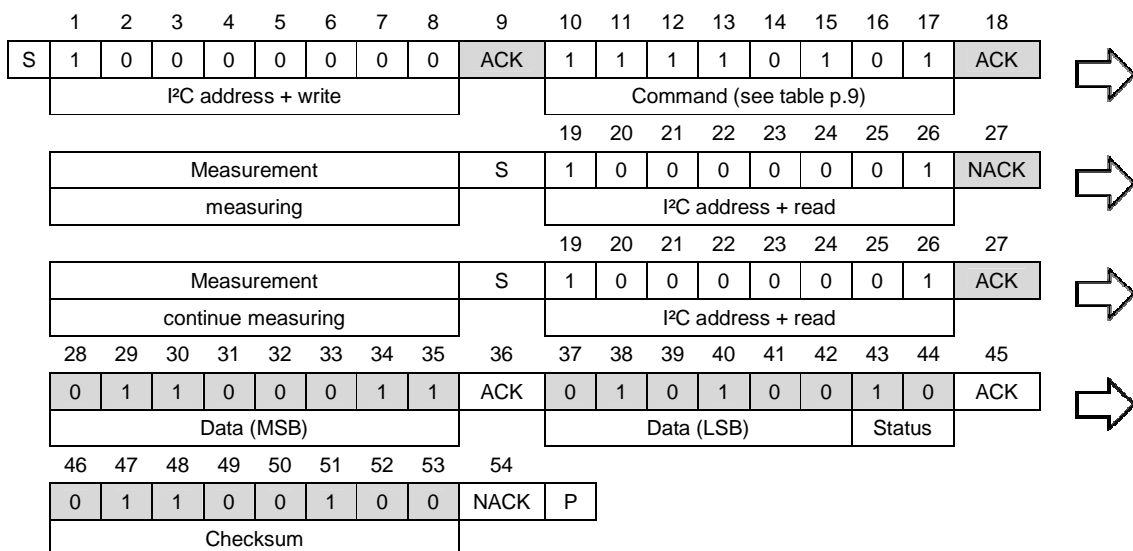 1 2 3 4 5 6 7 8 9 10 11 12 13 14 15 16 17 18
S 1 0 0 0 0 0 0 0 ACK 1 1 1 1 0 1 0 1 ACK
I²C address + write Command (see table p.9)
19 20 21 22 23 24 25 26 27
Measurement S 1 0 0 0 0 0 0 1 NACK
measuring I²C address + read
19 20 21 22 23 24 25 26 27
Measurement S 1 0 0 0 0 0 0 1 ACK
continue measuring I²C address + read
28 29 30 31 32 33 34 35 36 37 38 39 40 41 42 43 44 45
0 1 1 0 0 0 1 1 ACK 0 1 0 1 0 0 1 0 ACK
Data (MSB) Data (LSB) Status
46 47 48 49 50 51 52 53 54
0 1 1 0 0 1 0 0 NACK P
Checksum